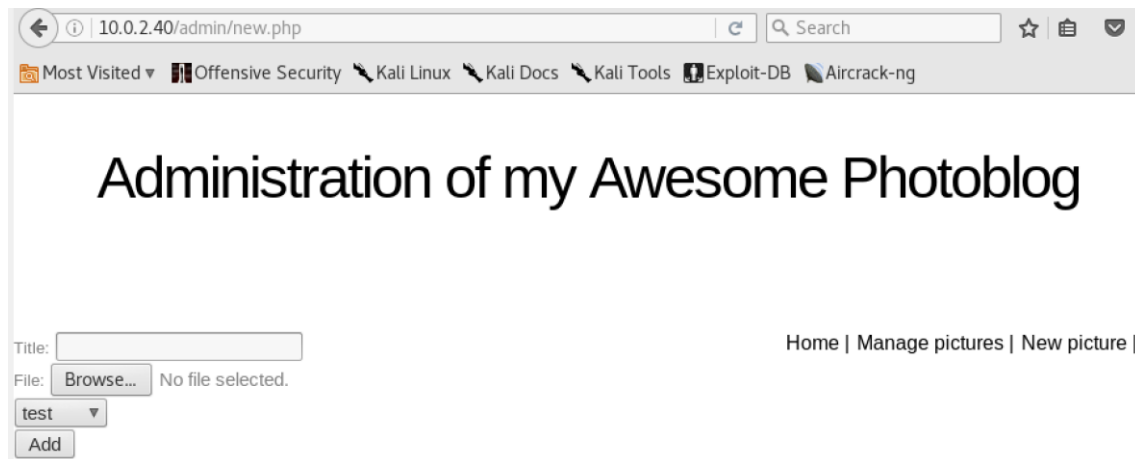 10.0.2.40/admin/new.php Search
Most Visited Offensive Security Kali Linux Kali Docs Kali Tools Exploit-DB Aircrack-ng
Administration of my Awesome Photoblog
Title: Home | Manage pictures | New picture |
File: Browse... No file selected.
test
Add